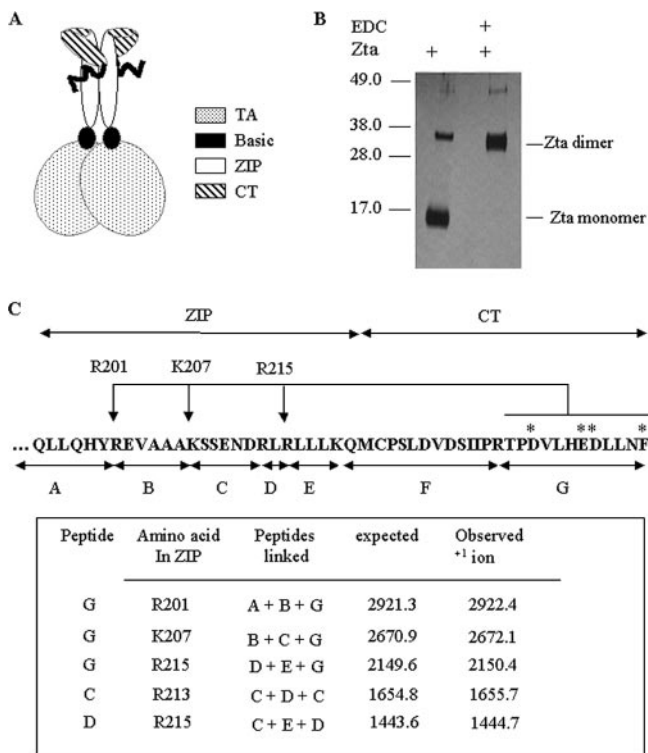 A
TA
Basic
ZIP
CT
B
EDC +
Zta + +
49.0
38.0
28.0
17.0
Zta dimer
Zta monomer
C
ZIP CT
R201 K207 R215
* ** *
...QLLQHYREVAAAKSSENDRLRLLLKQMCPSLDVDSIIPRTPDVLHEDLLNF
A B C D E F G
Peptide Amino acid In ZIP Peptides linked expected Observed +1 ion
G R201 A + B + G 2921.3 2922.4
G K207 B + C + G 2670.9 2672.1
G R215 D + E + G 2149.6 2150.4
C R213 C + D + C 1654.8 1655.7
D R215 C + E + D 1443.6 1444.7